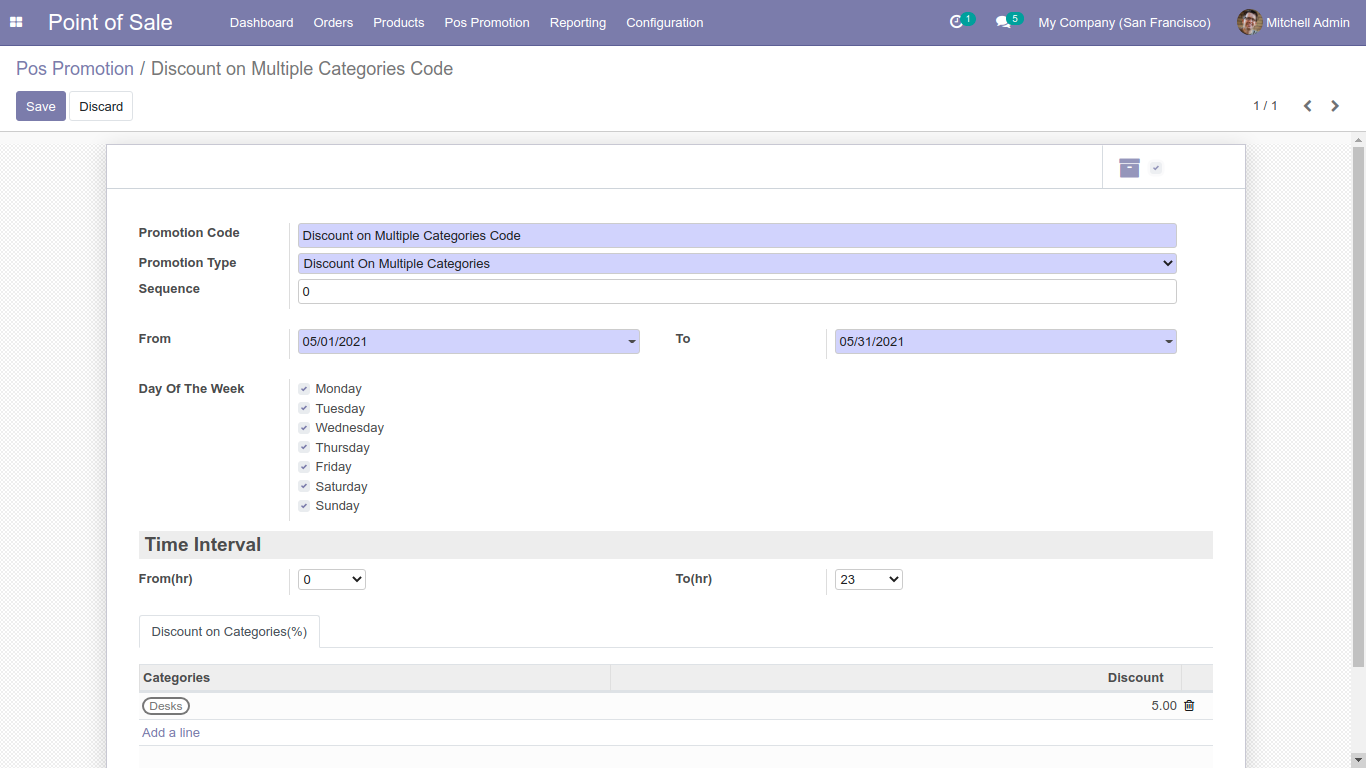 Point of Sale Dashboard Orders Products Pos Promotion Reporting Configuration 1 5 My Company (San Francisco) Mitchell Admin
Pos Promotion / Discount on Multiple Categories Code
Save Discard 1 / 1
Promotion Code Discount on Multiple Categories Code
Promotion Type Discount On Multiple Categories
Sequence 0
From 05/01/2021 To 05/31/2021
Day Of The Week Monday
Tuesday
Wednesday
Thursday
Friday
Saturday
Sunday
Time Interval
From(hr) 0 To(hr) 23
Discount on Categories(%)
Categories Discount
Desks 5.00
Add a line